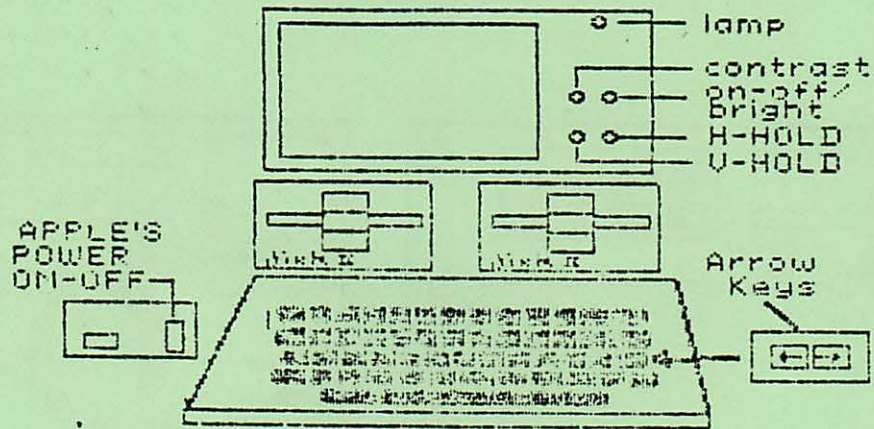 lamp
contrast
on-off/
bright
H-HOLD
V-HOLD
APPLE'S
POWER
ON-OFF
Arrow
Keys